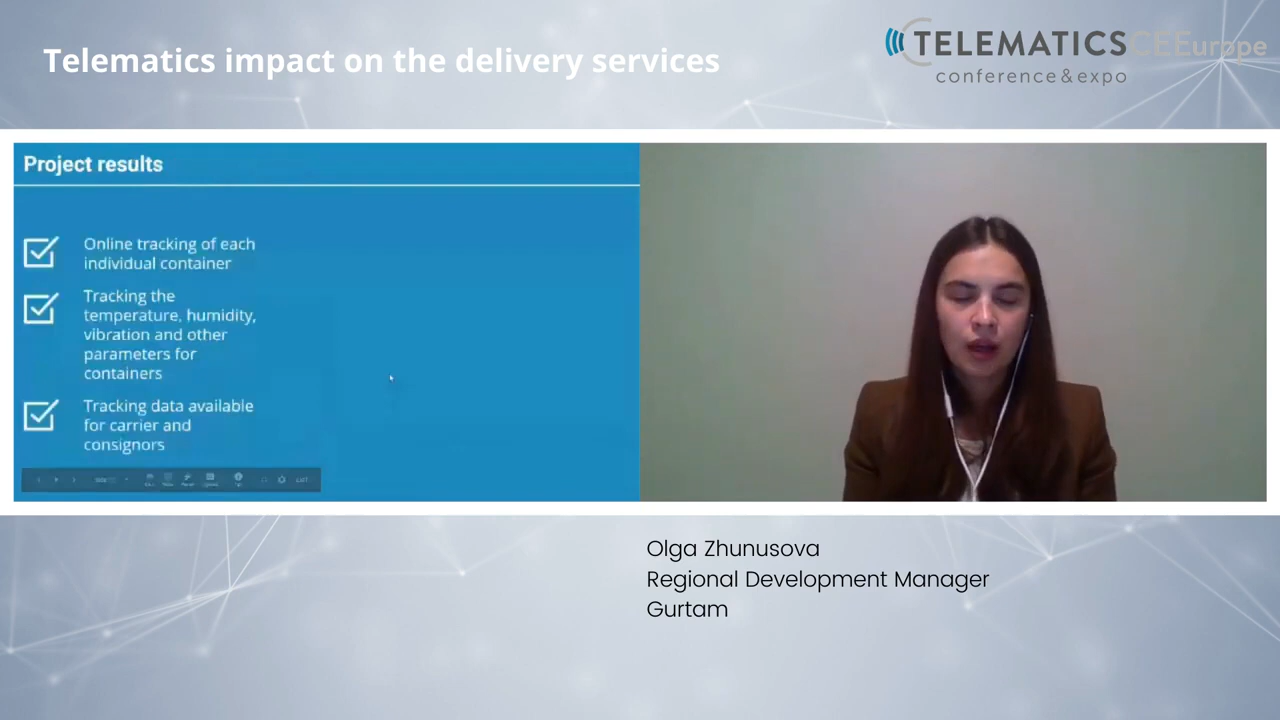 Telematics impact on the delivery services
TELEMATICS CEEurope
conference&expo
Project results
Online tracking of each
individual container
Tracking the
temperature, humidity,
vibration and other
parameters for
containers
Tracking data available
for carrier and
consignors
Olga Zhunusova
Regional Development Manager
Gurtam